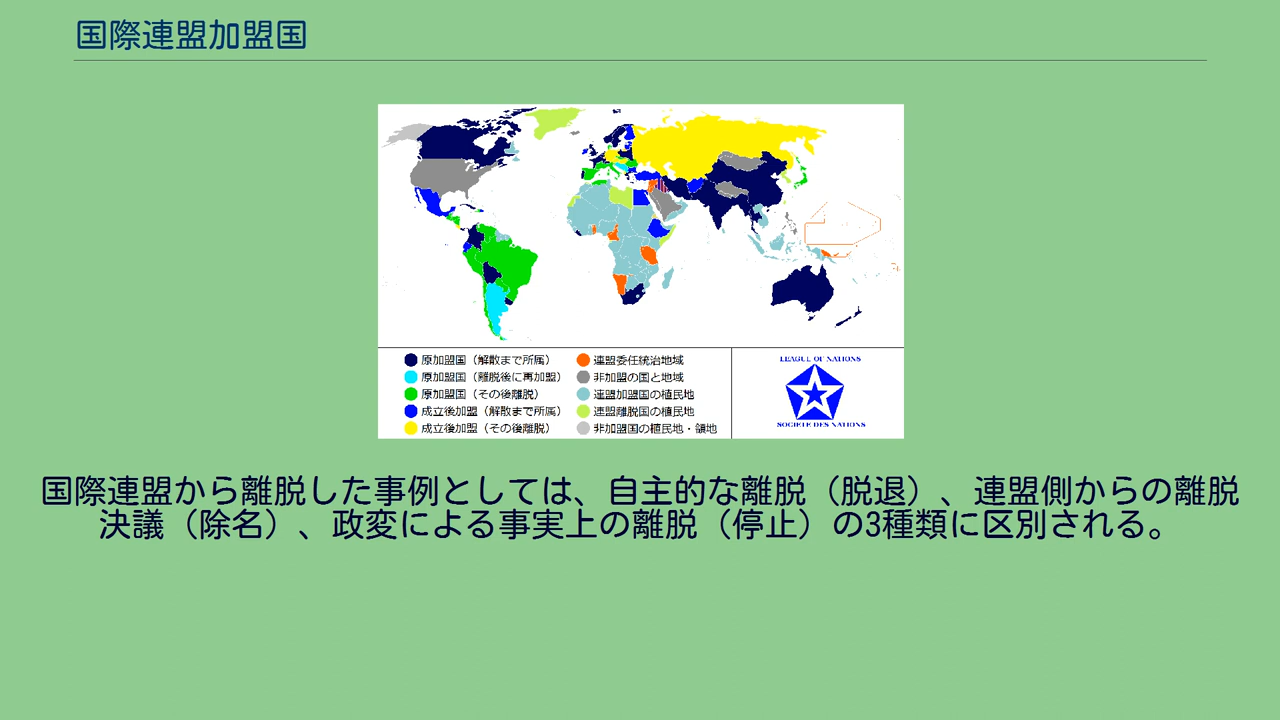 国際連盟加盟国
原加盟国（解散まで所属）
原加盟国（離脱後に再加盟）
原加盟国（その後離脱）
成立後加盟（解散まで所属）
成立後加盟（その後離脱）
連盟委任統治地域
非加盟の国と地域
連盟加盟国の植民地
連盟離脱国の植民地
非加盟国の植民地・領地
LEAGUE OF NATIONS
SOCIETE DES NATIONS
国際連盟から離脱した事例としては、自主的な離脱（脱退）、連盟側からの離脱
決議（除名）、政変による事実上の離脱（停止）の3種類に区別される。